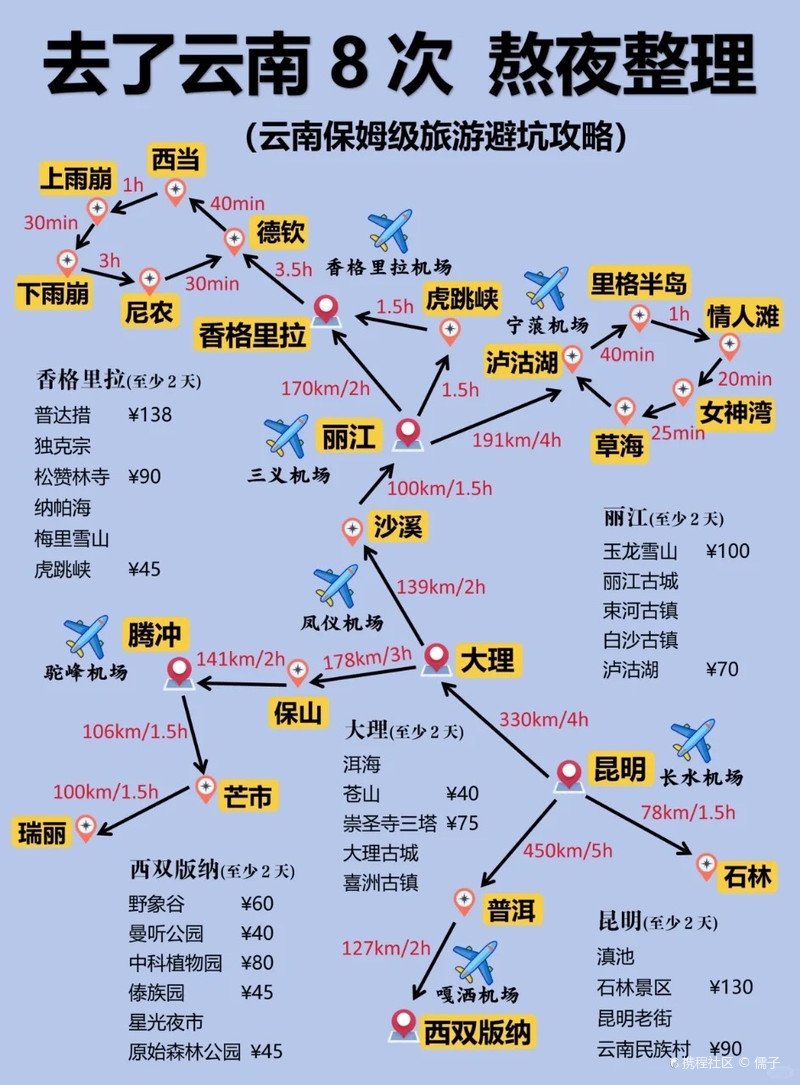 去了云南8次 熬夜整理
(云南保姆级旅游避坑攻略)
西当
上雨崩
1h
40min
30min
德钦
3h
下雨崩
30min
尼农
3.5h
香格里拉机场
香格里拉
虎跳峡
1.5h
宁蒗机场
里格半岛
1h
情人滩
泸沽湖
40min
20min
女神湾
25min
草海
170km/2h
1.5h
丽江
191km/4h
三义机场
香格里拉(至少2天)
普达措 ¥138
独克宗
松赞林寺 ¥90
纳帕海
梅里雪山
虎跳峡 ¥45
100km/1.5h
沙溪
丽江(至少2天)
玉龙雪山 ¥100
丽江古城
束河古镇
白沙古镇
泸沽湖 ¥70
139km/2h
凤仪机场
腾冲
驼峰机场
141km/2h
178km/3h
大理
保山
106km/1.5h
330km/4h
大理(至少2天)
洱海
苍山 ¥40
崇圣寺三塔 ¥75
大理古城
喜洲古镇
昆明
长水机场
100km/1.5h
芒市
瑞丽
78km/1.5h
石林
450km/5h
西双版纳(至少2天)
野象谷 ¥60
曼听公园 ¥40
中科植物园 ¥80
傣族园 ¥45
星光夜市
原始森林公园 ¥45
普洱
127km/2h
嘎洒机场
西双版纳
昆明(至少2天)
滇池
石林景区 ¥130
昆明老街
云南民族村 ¥90
携程社区 © 儒子